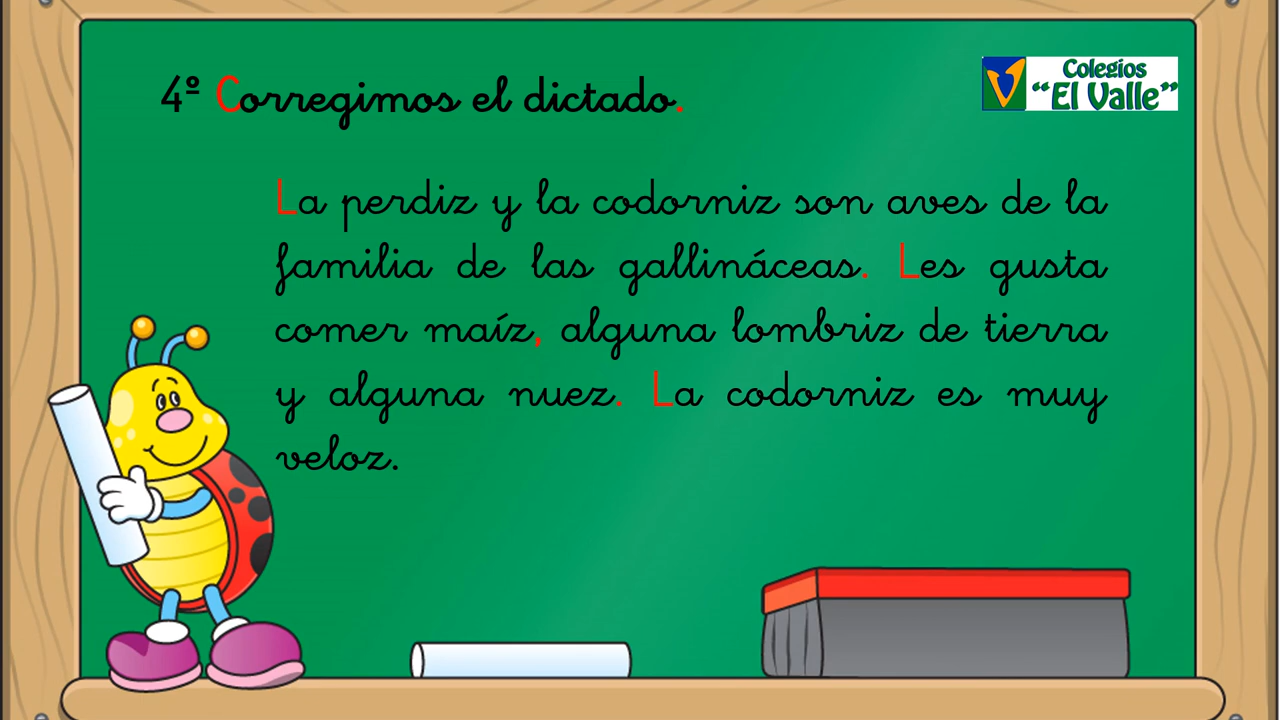 4º Corregimos el dictado.
Colegios
“El Valle”
La perdiz y la codorniz son aves de la
familia de las gallináceas. Les gusta
comer maíz, alguna lombriz de tierra
y alguna nuez. La codorniz es muy
veloz.